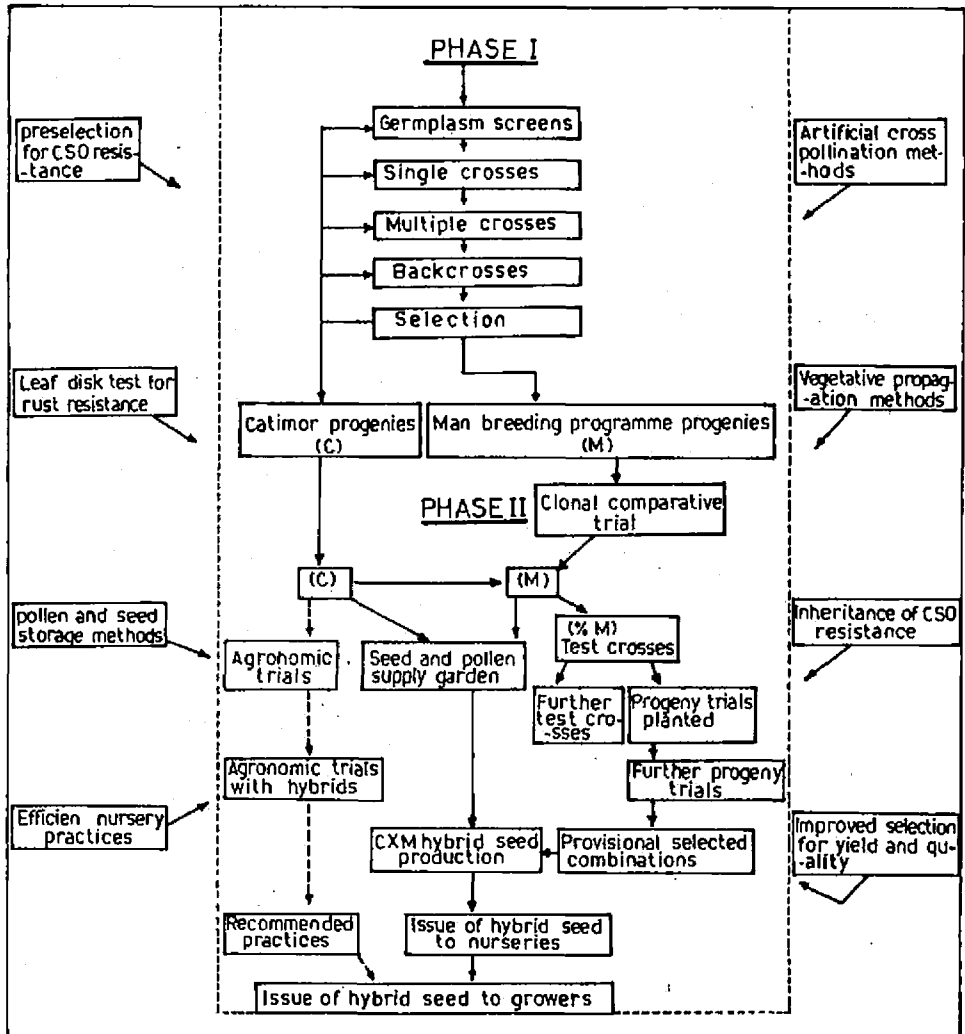 PHASE I
Germplasm screens
Single crosses
Multiple crosses
Backcrosses
Selection
preselection
for CSO resis-
-tance
Artificial cross
pollination met-
-hods
Leaf disk test for
rust resistance
Catimor progenies
(C)
Man breeding programme progenies
(M)
Vegetative propag-
-ation methods
PHASE II
Clonal comparative
trial
(C)
(M)
pollen and seed
storage methods
Agrohomic
trials
Seed and pollen
supply garden
(% M)
Test crosses
Inheritance of CSO
resistance
Further
test cro-
-sses
Progeny trials
planted
Agronomic trials
with hybrids
Further progeny
trials
Efficien nursery
practices
CXM hybrid seed
production
Provisional selected
combinations
Improved selection
for yield and qu-
-ality
Recommended
practices
Issue of hybrid seed
to nurseries
Issue of hybrid seed to growers